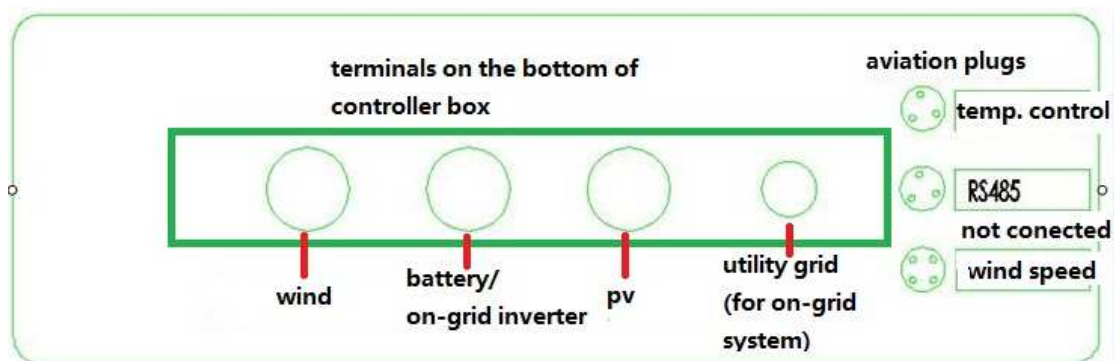 terminals on the bottom of
controller box
wind
battery/
on-grid inverter
pv
utility grid
(for on-grid
system)
aviation plugs
temp. control
RS485
not conected
wind speed